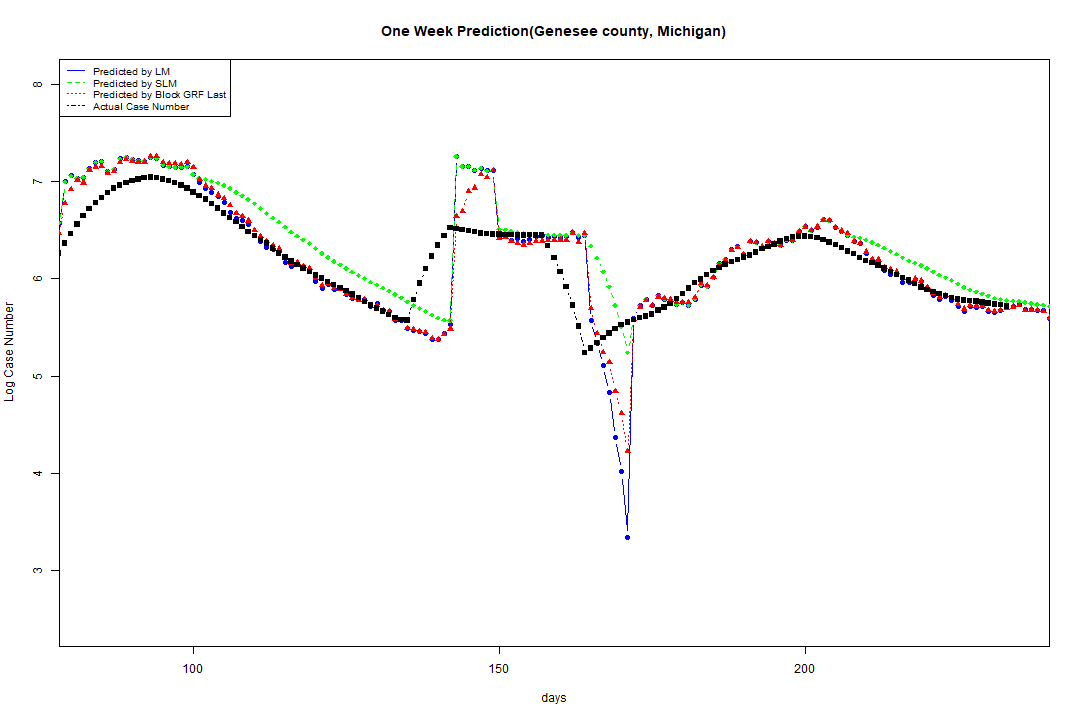 One Week Prediction(Genesee county, Michigan)
Predicted by LM
Predicted by SLM
Predicted by Block GRF Last
Actual Case Number
8
7
6
5
4
3
Log Case Number
100 150 200
days